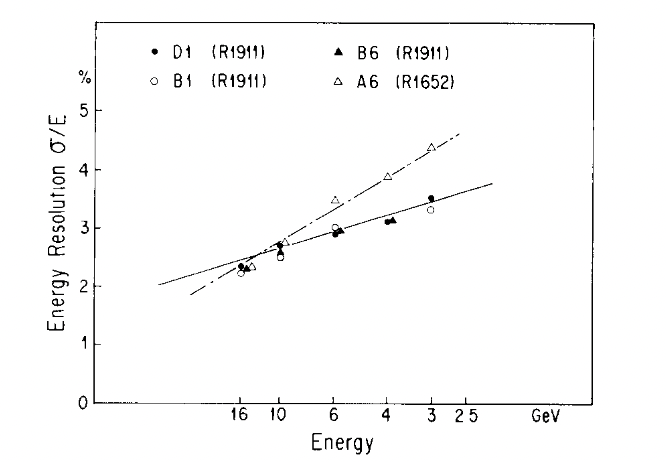 D1 (R1911)
B6 (R1911)
B1 (R1911)
A6 (R1652)
%
5
4
3
2
1
0
Energy Resolution σ/E
16 10 6 4 3 2 5 GeV
Energy